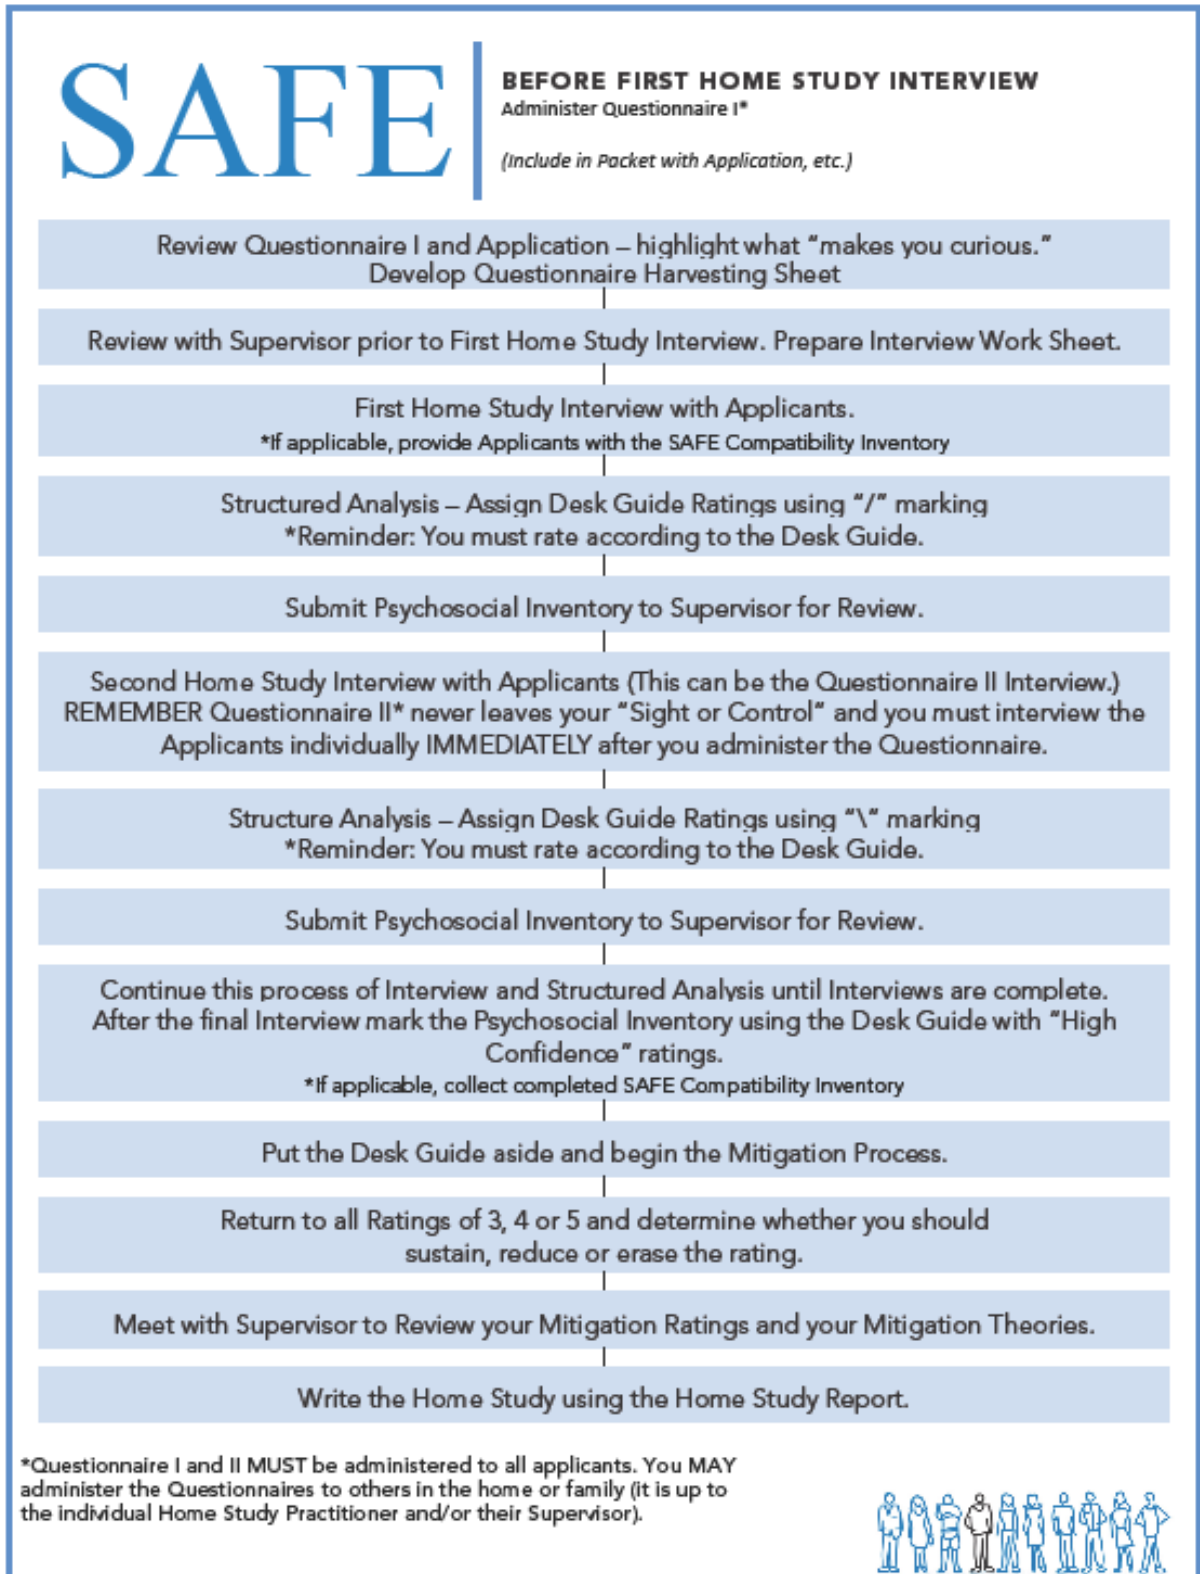 SAFE
BEFORE FIRST HOME STUDY INTERVIEW
Administer Questionnaire I*
(Include in Packet with Application, etc.)
Review Questionnaire I and Application – highlight what “makes you curious.”
Develop Questionnaire Harvesting Sheet
Review with Supervisor prior to First Home Study Interview. Prepare Interview Work Sheet.
First Home Study Interview with Applicants.
*If applicable, provide Applicants with the SAFE Compatibility Inventory
Structured Analysis – Assign Desk Guide Ratings using “/” marking
*Reminder: You must rate according to the Desk Guide.
Submit Psychosocial Inventory to Supervisor for Review.
Second Home Study Interview with Applicants (This can be the Questionnaire II Interview.)
REMEMBER Questionnaire II* never leaves your “Sight or Control” and you must interview the
Applicants individually IMMEDIATELY after you administer the Questionnaire.
Structure Analysis – Assign Desk Guide Ratings using “\“ marking
*Reminder: You must rate according to the Desk Guide.
Submit Psychosocial Inventory to Supervisor for Review.
Continue this process of Interview and Structured Analysis until Interviews are complete.
After the final Interview mark the Psychosocial Inventory using the Desk Guide with “High
Confidence” ratings.
*If applicable, collect completed SAFE Compatibility Inventory
Put the Desk Guide aside and begin the Mitigation Process.
Return to all Ratings of 3, 4 or 5 and determine whether you should
sustain, reduce or erase the rating.
Meet with Supervisor to Review your Mitigation Ratings and your Mitigation Theories.
Write the Home Study using the Home Study Report.
*Questionnaire I and II MUST be administered to all applicants. You MAY
administer the Questionnaires to others in the home or family (it is up to
the individual Home Study Practitioner and/or their Supervisor).